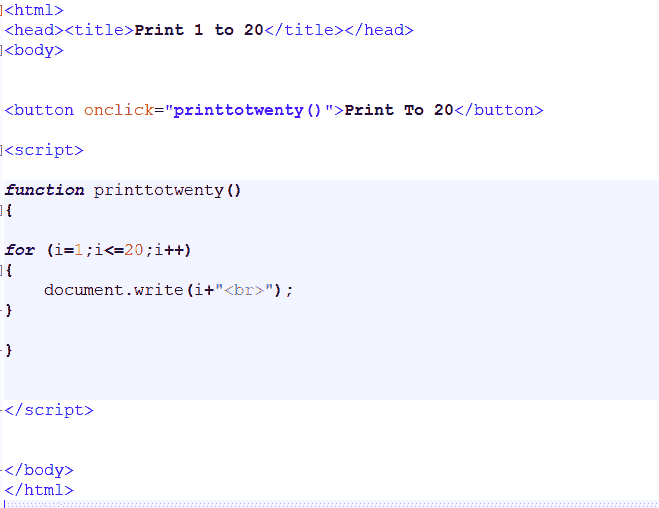 <html>
<head><title>Print 1 to 20</title></head>
<body>
<button onclick="printtotwenty()">Print To 20</button>
<script>
function printtotwenty()
{
for (i=1;i<=20;i++)
{
document.write(i+"<br>");
}
}
</script>
</body>
</html>